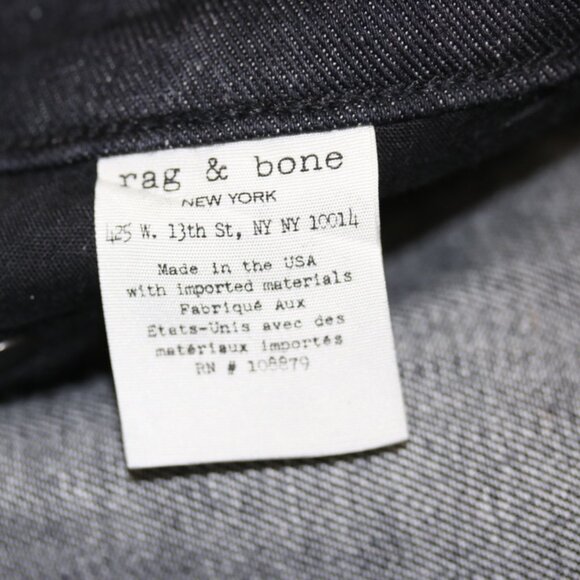 rag & bone
NEW YORK
425 W. 13th St, NY NY 10014
Made in the USA
with imported materials
Fabriqué Aux
Etats-Unis avec des
matériaux importés
RN # 108879